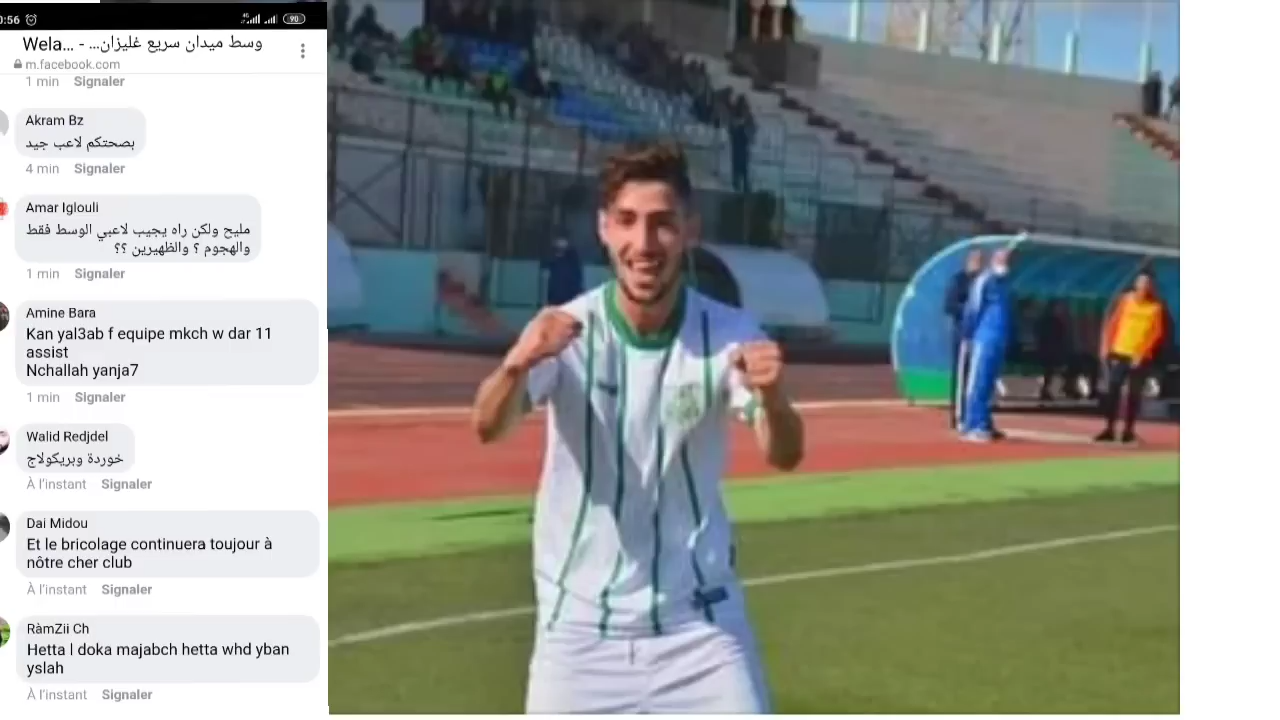 0:56
4G
90
Wela... - ...وسط ميدان سريع غليزان
m.facebook.com
1 min Signaler
Akram Bz
بصحتكم لاعب جيد
4 min Signaler
Amar Iglouli
مليح ولكن راه يجيب لاعبي الوسط فقط
والهجوم ؟ والظهيرين ؟؟
1 min Signaler
Amine Bara
Kan yal3ab f equipe mkch w dar 11
assist
Nchallah yanja7
1 min Signaler
Walid Redjdel
خوردة وبريكولاج
À l'instant Signaler
Dai Midou
Et le bricolage continuera toujour à
nôtre cher club
À l'instant Signaler
RàmZii Ch
Hetta l doka majabch hetta whd yban
yslah
À l'instant Signaler